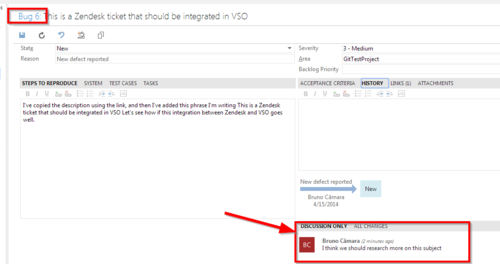 Bug 6: This is a Zendesk ticket that should be integrated in VSO
State New
Reason New defect reported
Severity 3 - Medium
Area GitTestProject
Backlog Priority
STEPS TO REPRODUCE SYSTEM TEST CASES TASKS
ACCEPTANCE CRITERIA HISTORY LINKS (1) ATTACHMENTS
B I U
B I U
I've copied the description using the link, and then I've added this phrase I'm writing This is a Zendesk
ticket that should be integrated in VSO Let's see how if this integration between Zendesk and VSO goes
well.
New defect reported
New
Bruno Câmara
4/15/2014
DISCUSSION ONLY ALL CHANGES
BC
Bruno Câmara (2 minutes ago)
I think we should research more on this subject